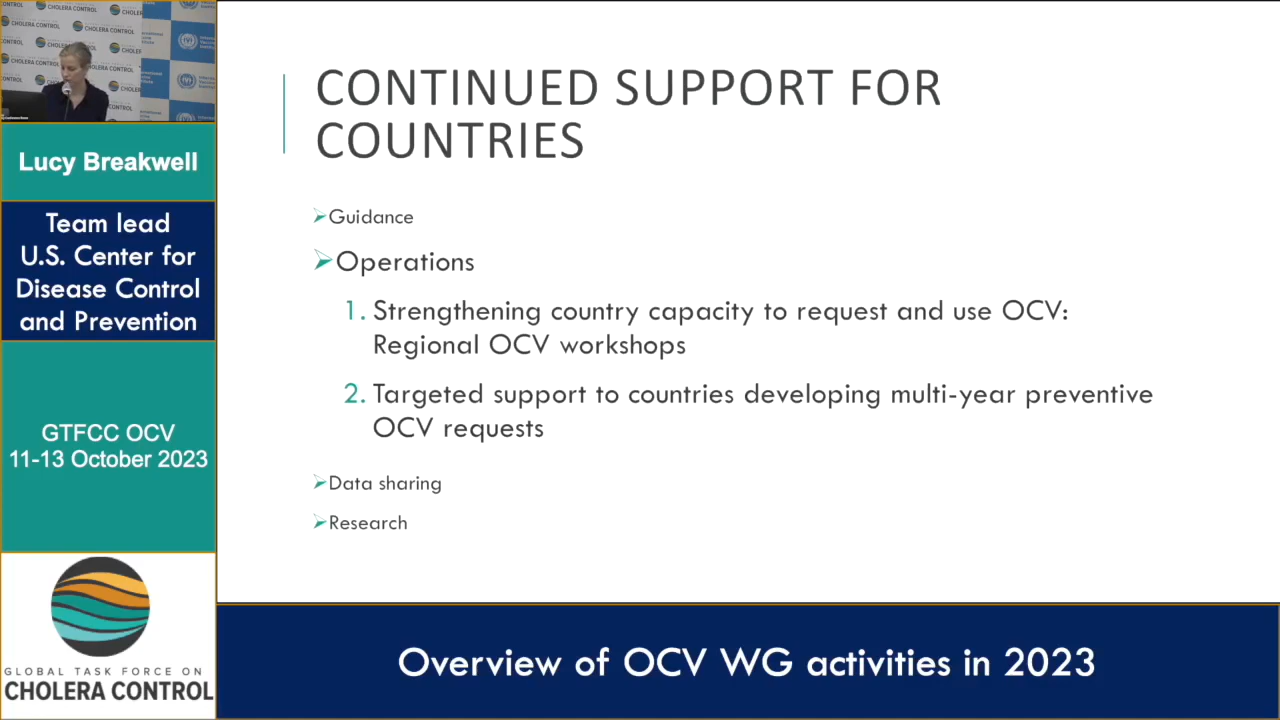 CHOLERA CONTROL
Lucy Breakwell
Team lead
U.S. Center for
Disease Control
and Prevention
GTFCC OCV
11-13 October 2023
GLOBAL TASK FORCE ON
CHOLERA CONTROL
CONTINUED SUPPORT FOR
COUNTRIES
➢Guidance
➢Operations
1. Strengthening country capacity to request and use OCV:
Regional OCV workshops
2. Targeted support to countries developing multi-year preventive
OCV requests
➢Data sharing
➢Research
Overview of OCV WG activities in 2023